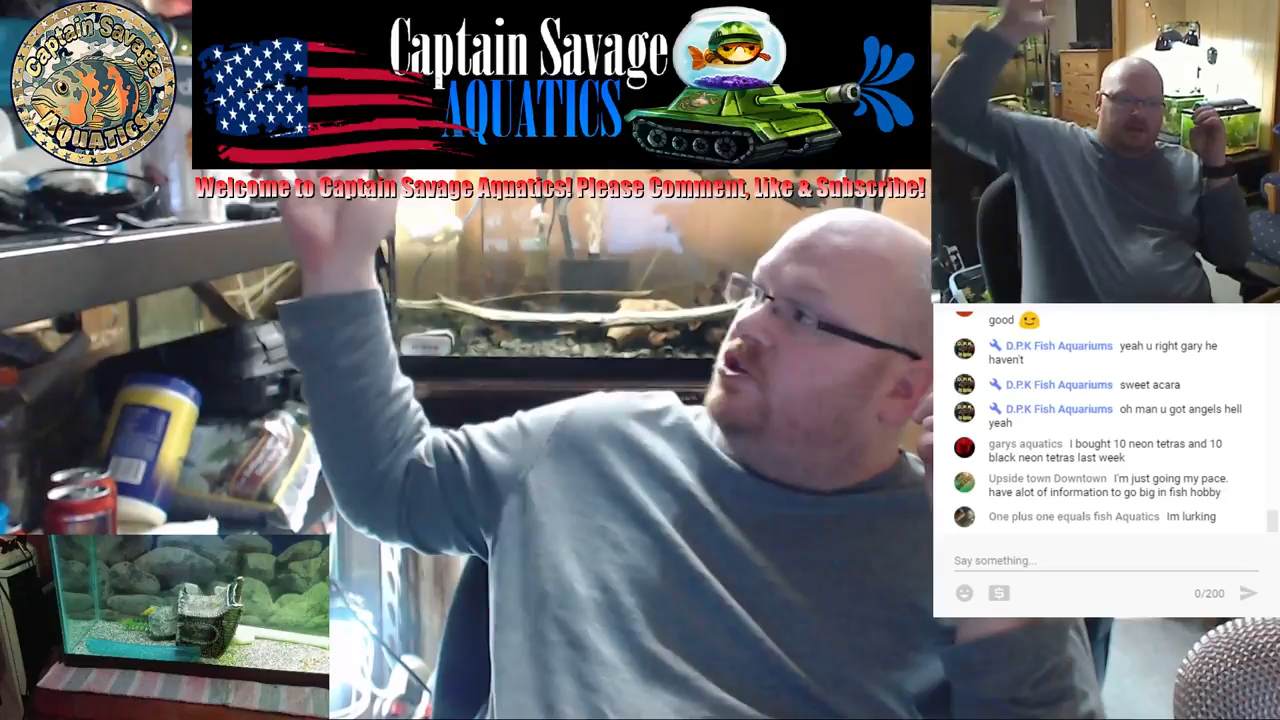 Captain Savage
AQUATICS
Captain Savage
AQUATICS
Welcome to Captain Savage Aquatics! Please Comment, Like & Subscribe!
good 😉
D.P.K Fish Aquariums yeah u right gary he
haven't
D.P.K Fish Aquariums sweet acara
D.P.K Fish Aquariums oh man u got angels hell
yeah
garys aquatics I bought 10 neon tetras and 10
black neon tetras last week
Upside town Downtown I'm just going my pace.
have alot of information to go big in fish hobby
One plus one equals fish Aquatics Im lurking
Say something...
0/200